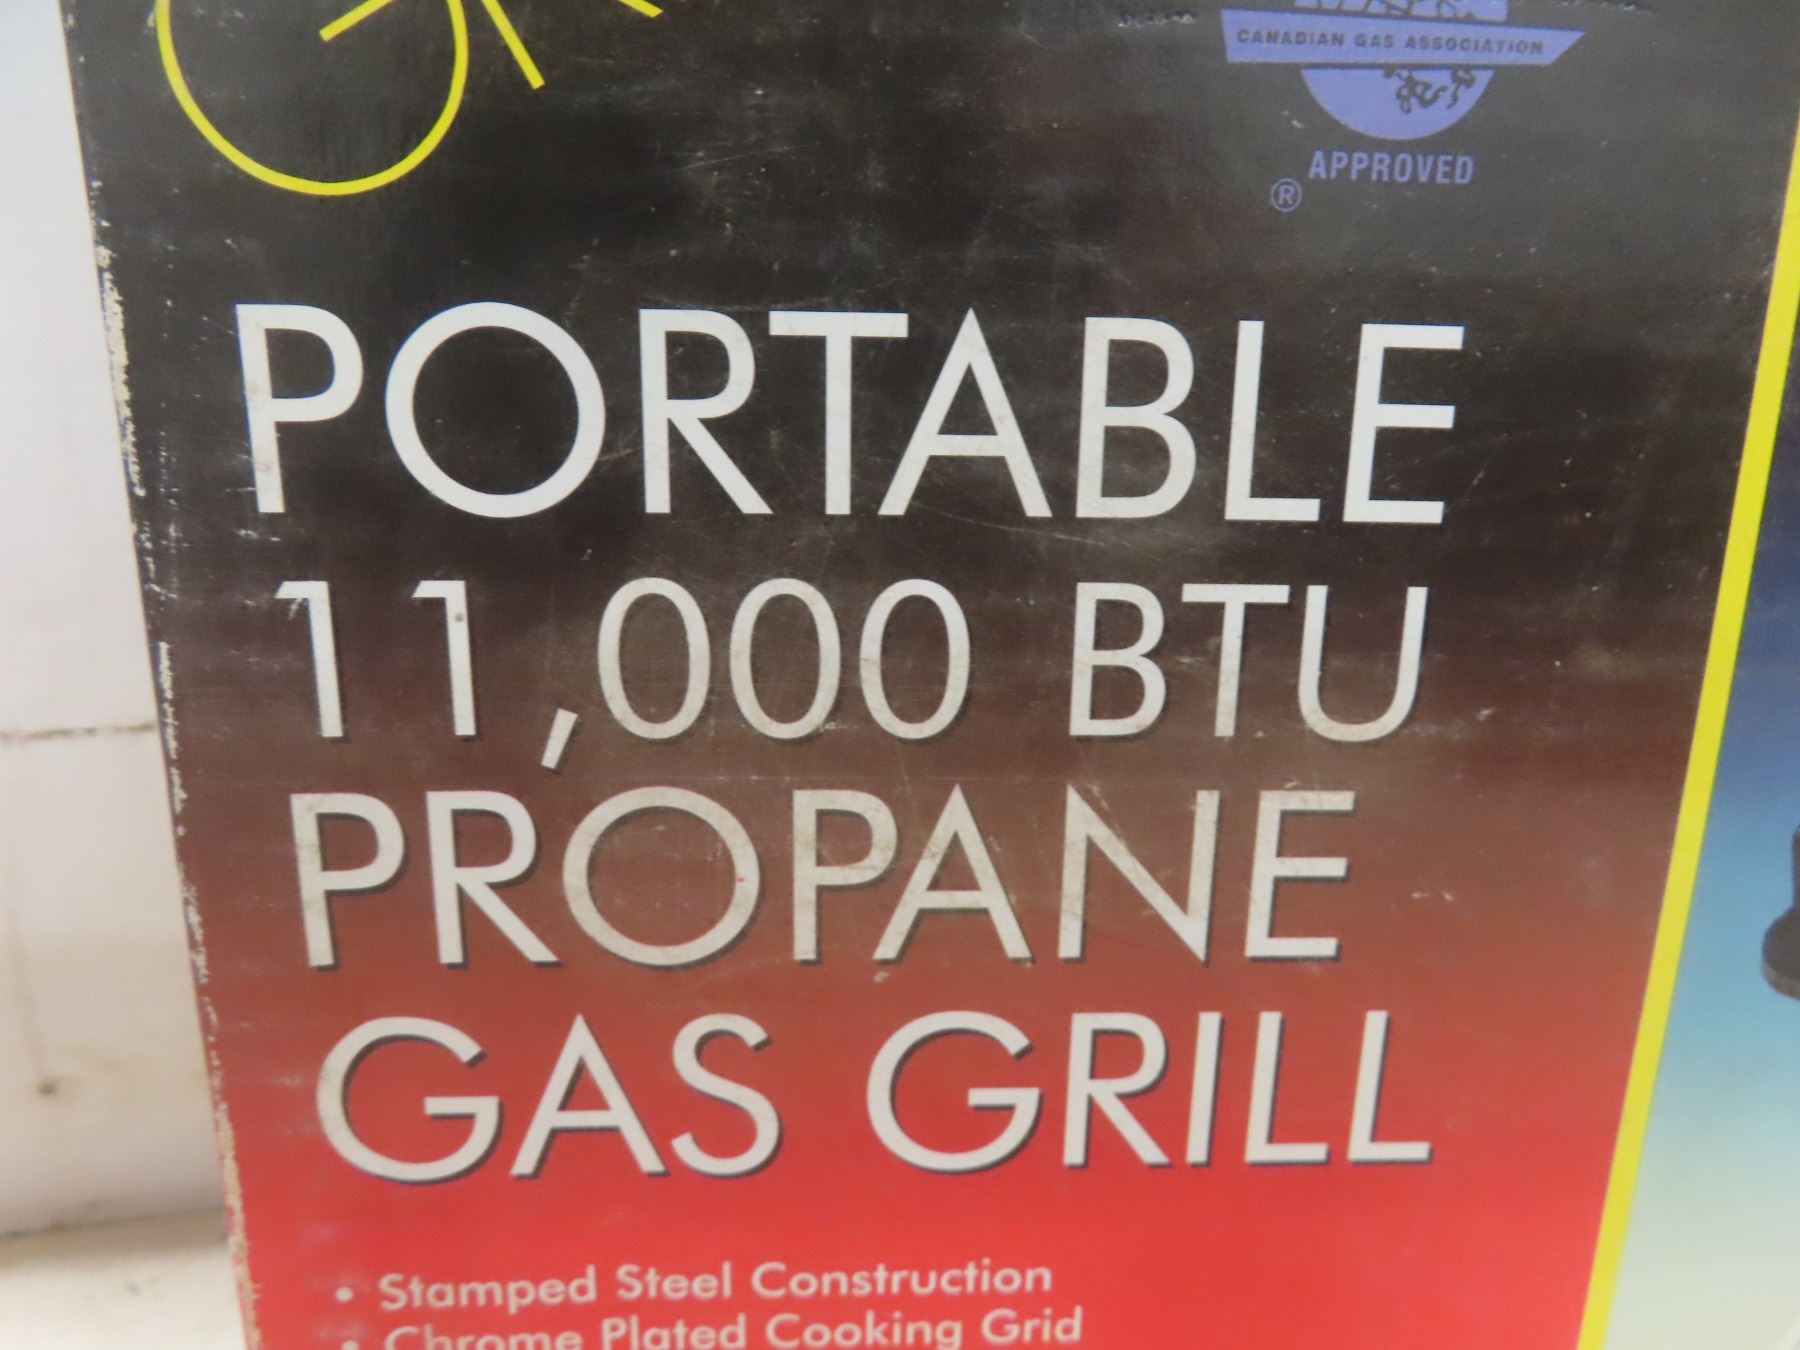 CANADIAN GAS ASSOCIATION
APPROVED
®
PORTABLE
11,000 BTU
PROPANE
GAS GRILL
• Stamped Steel Construction
• Chrome Plated Cooking Grid